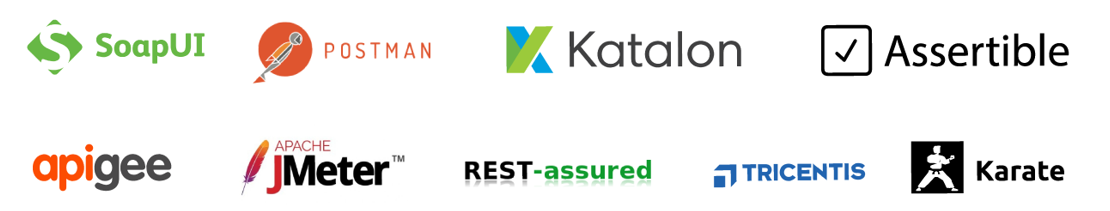 SoapUI
POSTMAN
Katalon
Assertible
apigee
APACHE
JMeter™
REST-assured
TRICENTIS
Karate